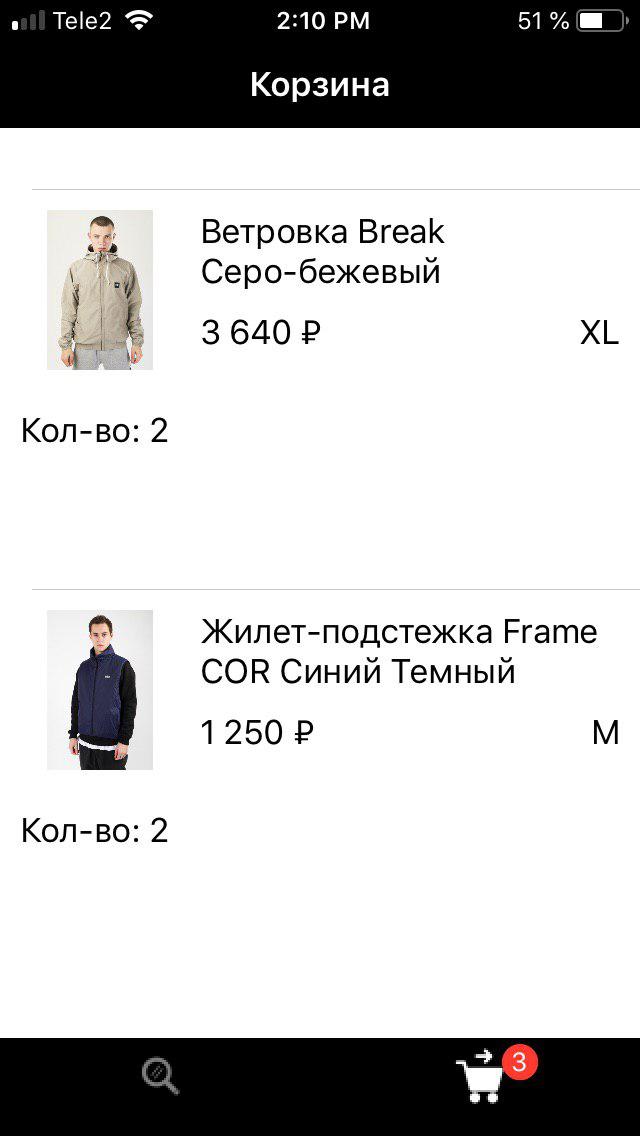 Tele2 2:10 PM 51 %
Корзина
Ветровка Break
Серо-бежевый
3 640 ₽ XL
Кол-во: 2
Жилет-подстежка Frame
COR Синий Темный
1 250 ₽ M
Кол-во: 2
3